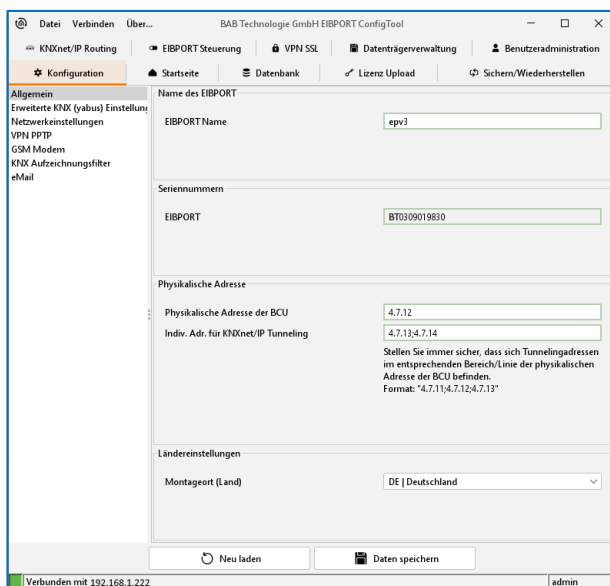 Datei Verbinden Über... BAB Technologie GmbH EIBPORT ConfigTool
KNXnet/IP Routing EIBPORT Steuerung VPN SSL Datenträgerverwaltung Benutzeradministration
Konfiguration Startseite Datenbank Lizenz Upload Sichern/Wiederherstellen
Allgemein
Erweiterte KNX (yabus) Einstellung
Netzwerkeinstellungen
VPN PPTP
GSM Modem
KNX Aufzeichnungsfilter
eMail
Name des EIBPORT
EIBPORT Name epv3
Seriennummern
EIBPORT BT0309019830
Physikalische Adresse
Physikalische Adresse der BCU 4.7.12
Indiv. Adr. für KNXnet/IP Tunneling 4.7.13;4.7.14
Stellen Sie immer sicher, dass sich Tunnelingadressen
im entsprechenden Bereich/Linie der physikalischen
Adresse der BCU befinden.
Format: "4.7.11;4.7.12;4.7.13"
Ländereinstellungen
Montageort (Land) DE | Deutschland
Neu laden Daten speichern
Verbunden mit 192.168.1.222 admin